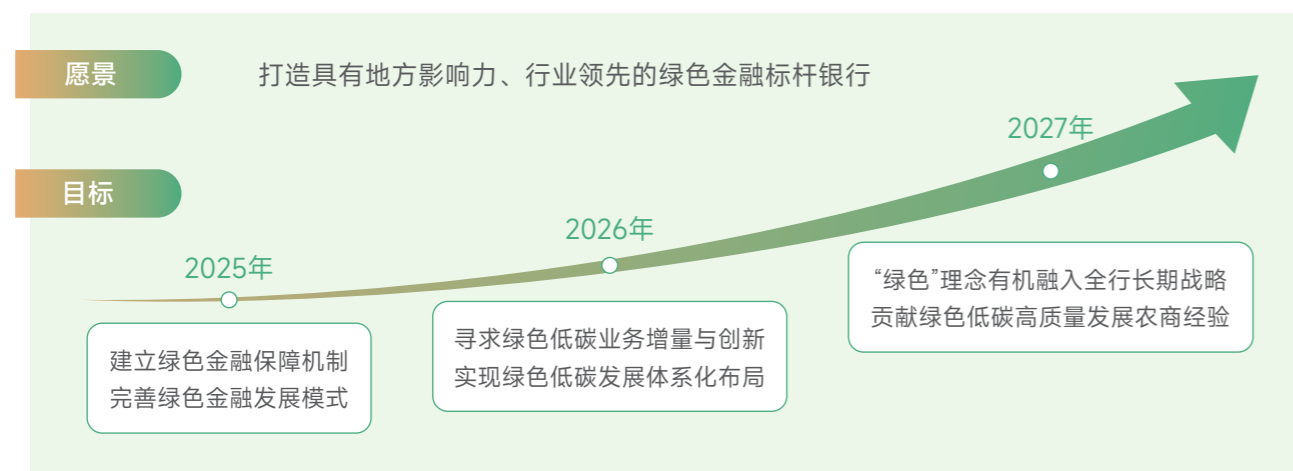 愿景
打造具有地方影响力、行业领先的绿色金融标杆银行
目标
2025年
建立绿色金融保障机制
完善绿色金融发展模式
2026年
寻求绿色低碳业务增量与创新
实现绿色低碳发展体系化布局
2027年
“绿色”理念有机融入全行长期战略
贡献绿色低碳高质量发展农商经验